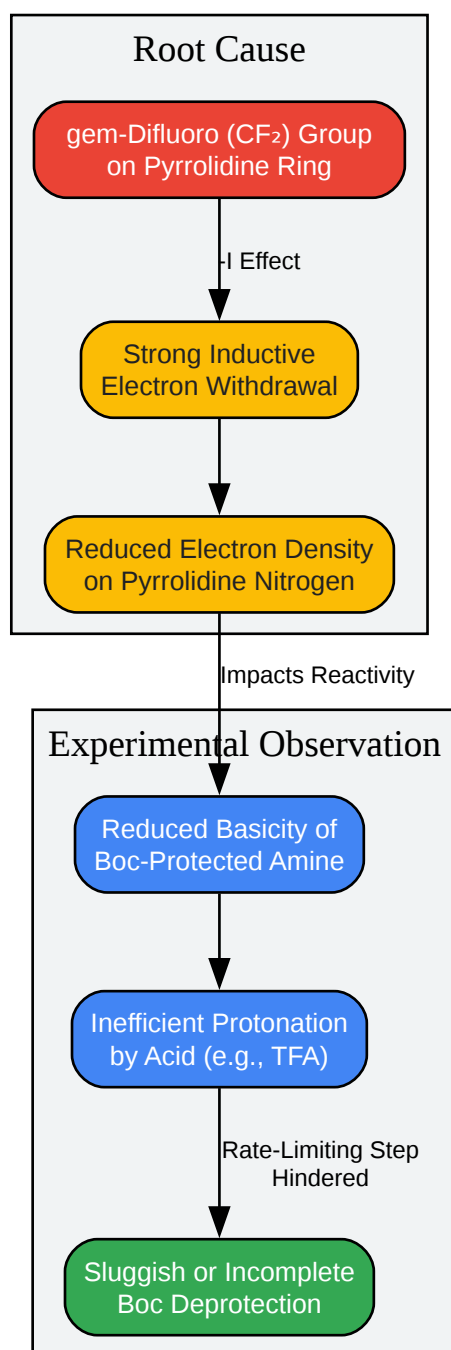 Root Cause
gem-Difluoro (CF₂) Group
on Pyrrolidine Ring
-I Effect
Strong Inductive
Electron Withdrawal
Reduced Electron Density
on Pyrrolidine Nitrogen
Impacts Reactivity
Experimental Observation
Reduced Basicity of
Boc-Protected Amine
Inefficient Protonation
by Acid (e.g., TFA)
Rate-Limiting Step
Hindered
Sluggish or Incomplete
Boc Deprotection